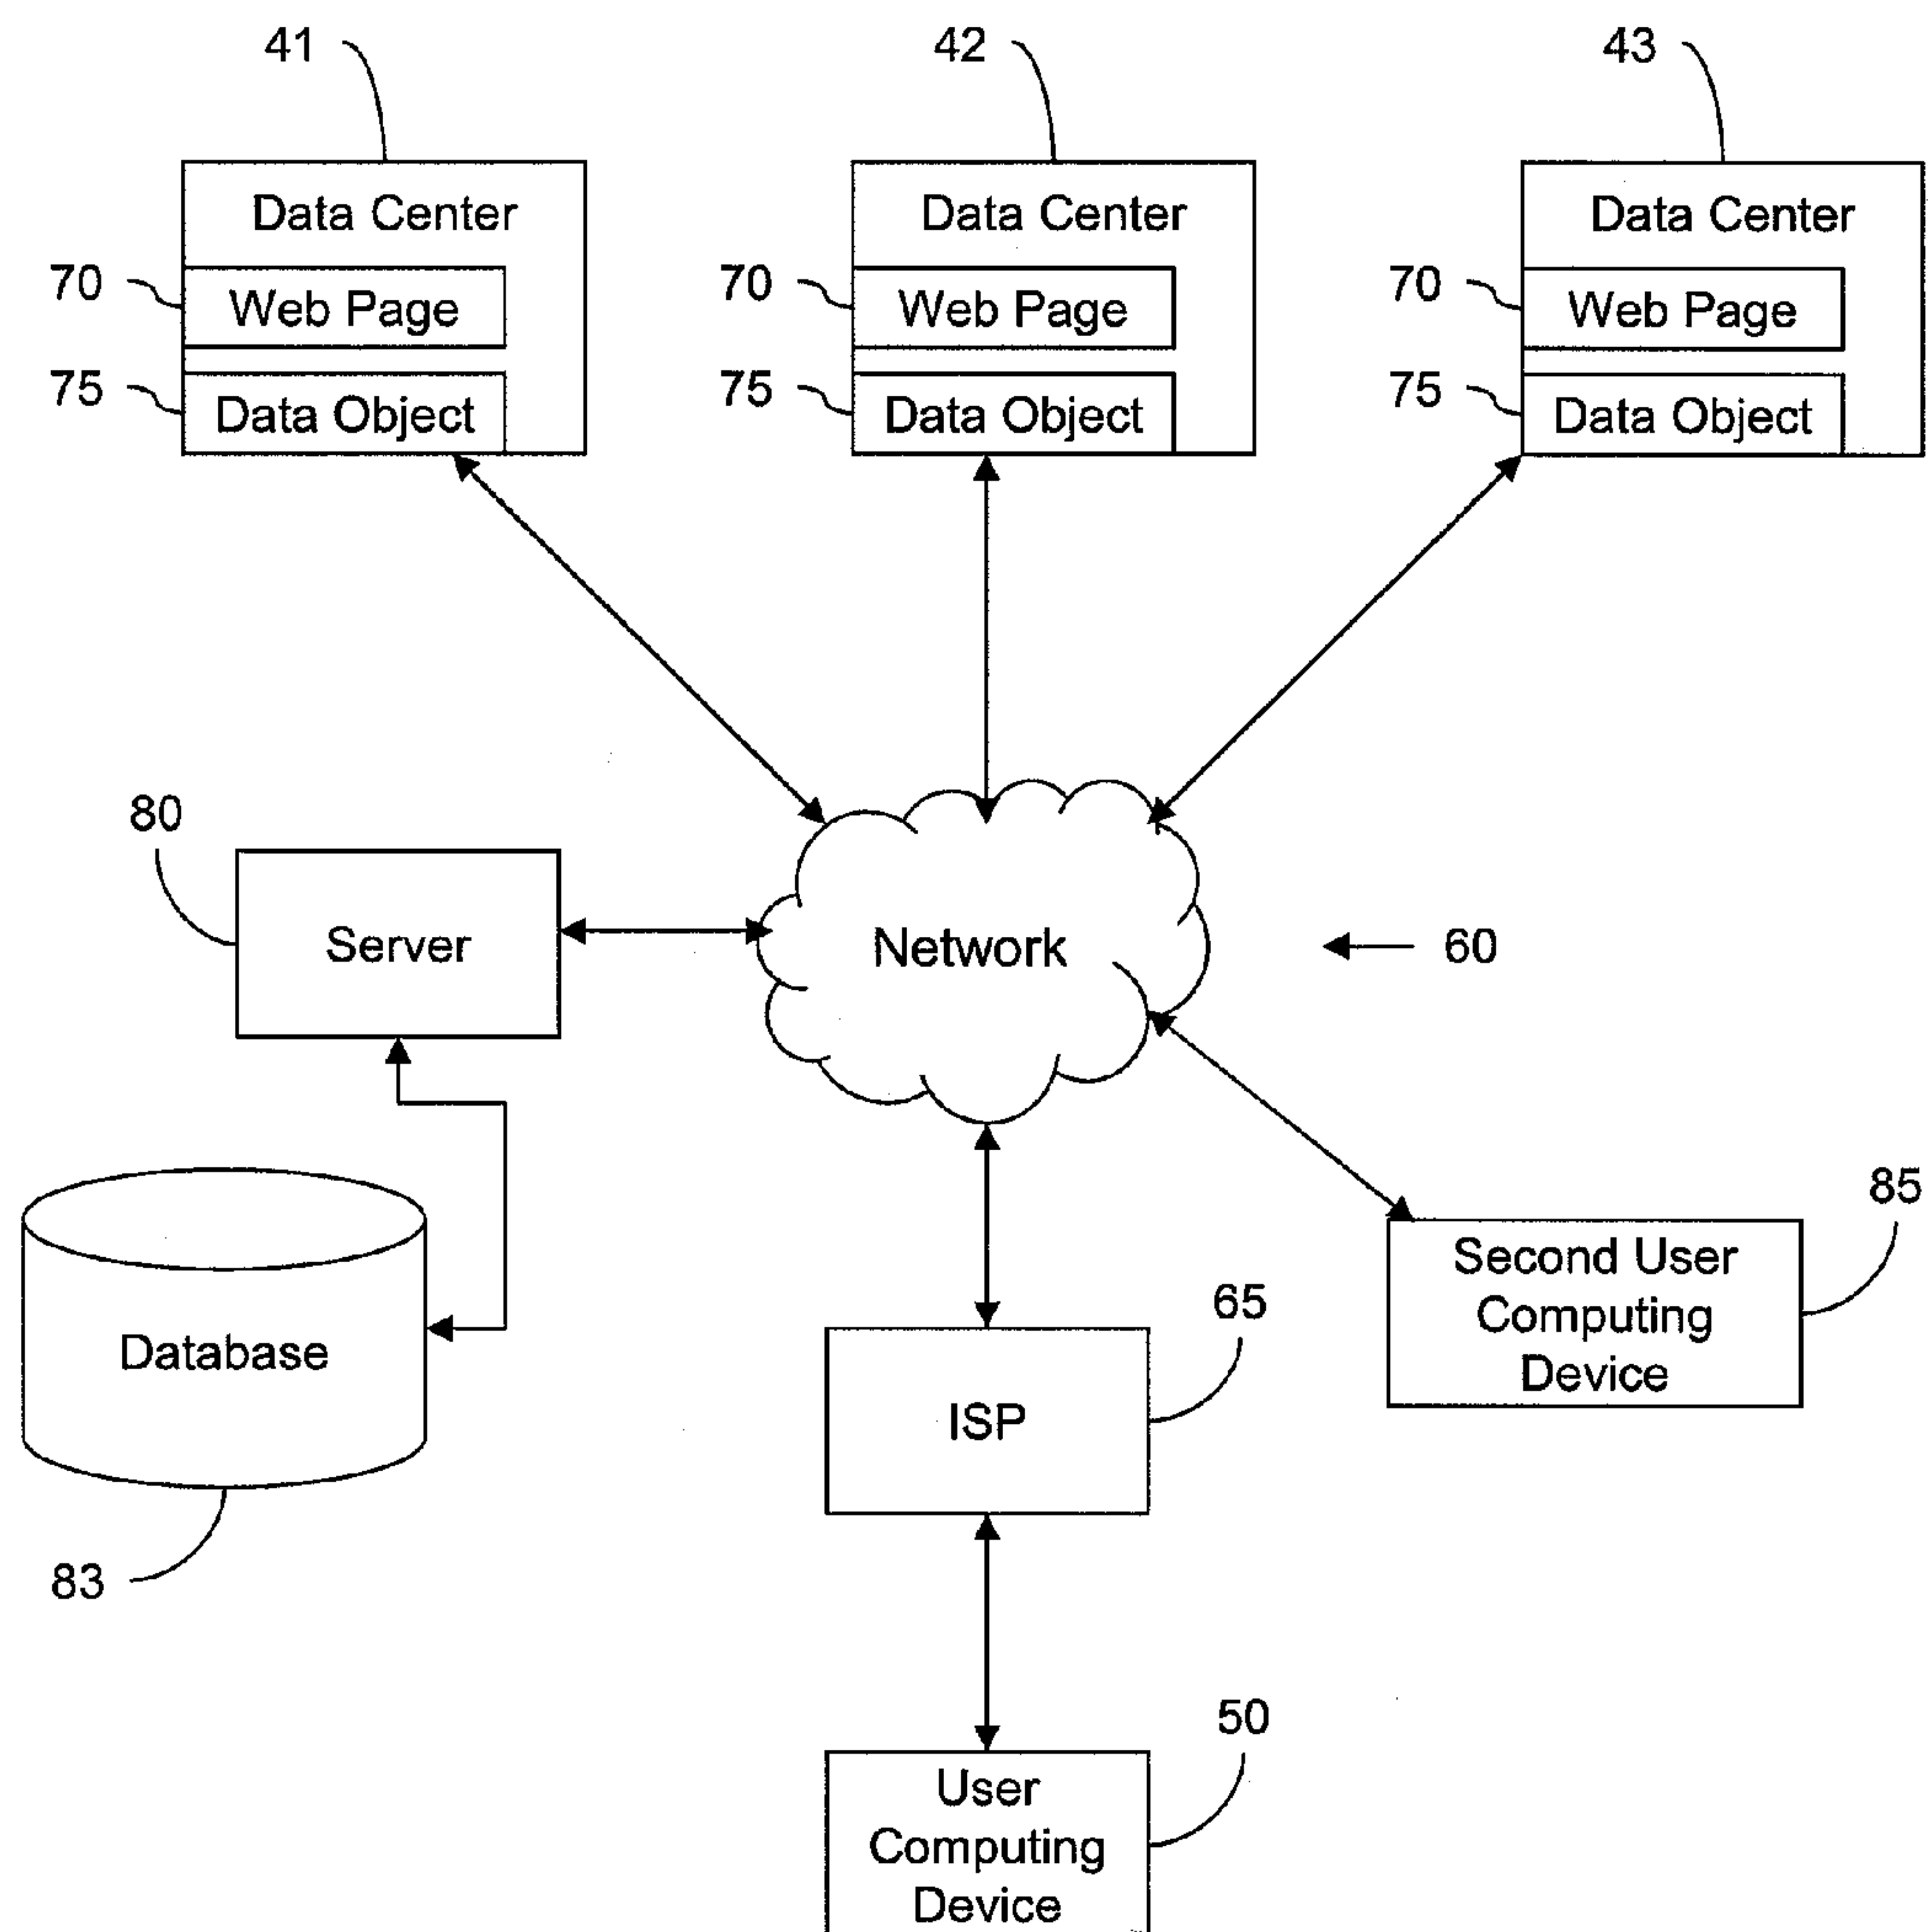 41
42
43
Data Center
Data Center
Data Center
70
Web Page
70
Web Page
70
Web Page
75
Data Object
75
Data Object
75
Data Object
80
Server
Network
60
85
Second User
Computing
Device
65
Database
ISP
83
50
User
Computing
Device